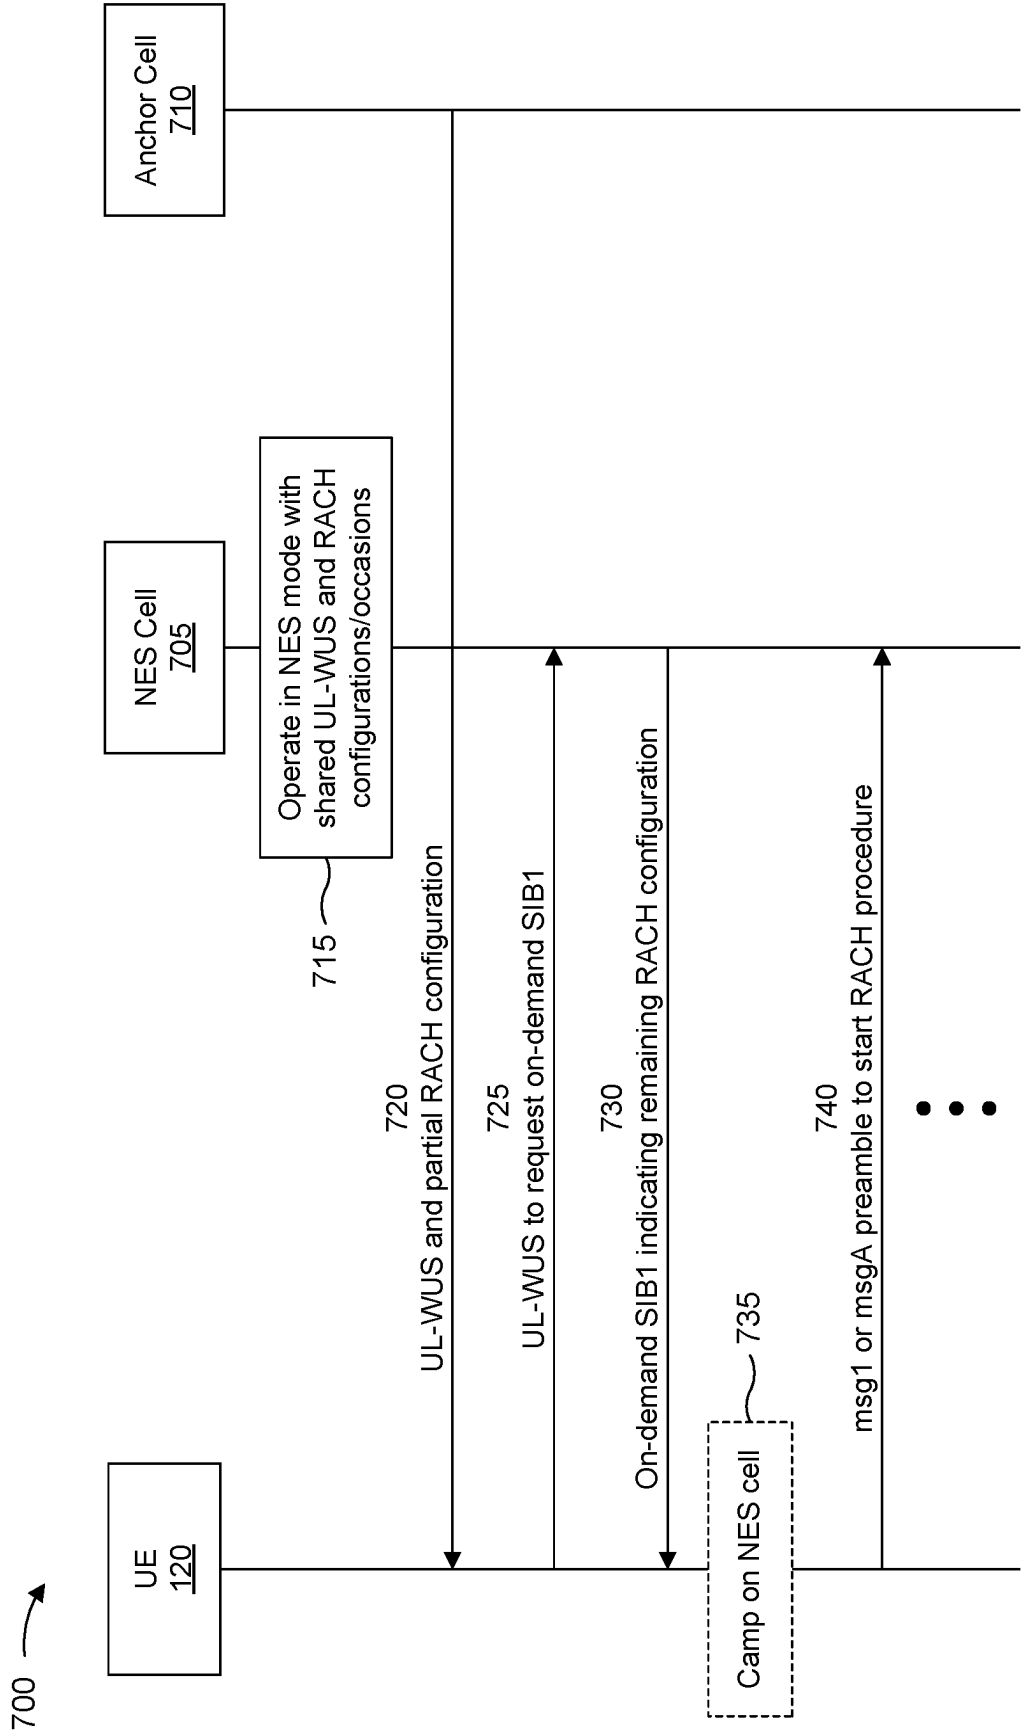 700
UE
120
NES Cell
705
Anchor Cell
710
Operate in NES mode with
shared UL-WUS and RACH
configurations/occasions
715
720
UL-WUS and partial RACH configuration
725
UL-WUS to request on-demand SIB1
730
On-demand SIB1 indicating remaining RACH configuration
Camp on NES cell
735
740
msg1 or msgA preamble to start RACH procedure